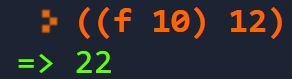 > ((f 10) 12)
=> 22